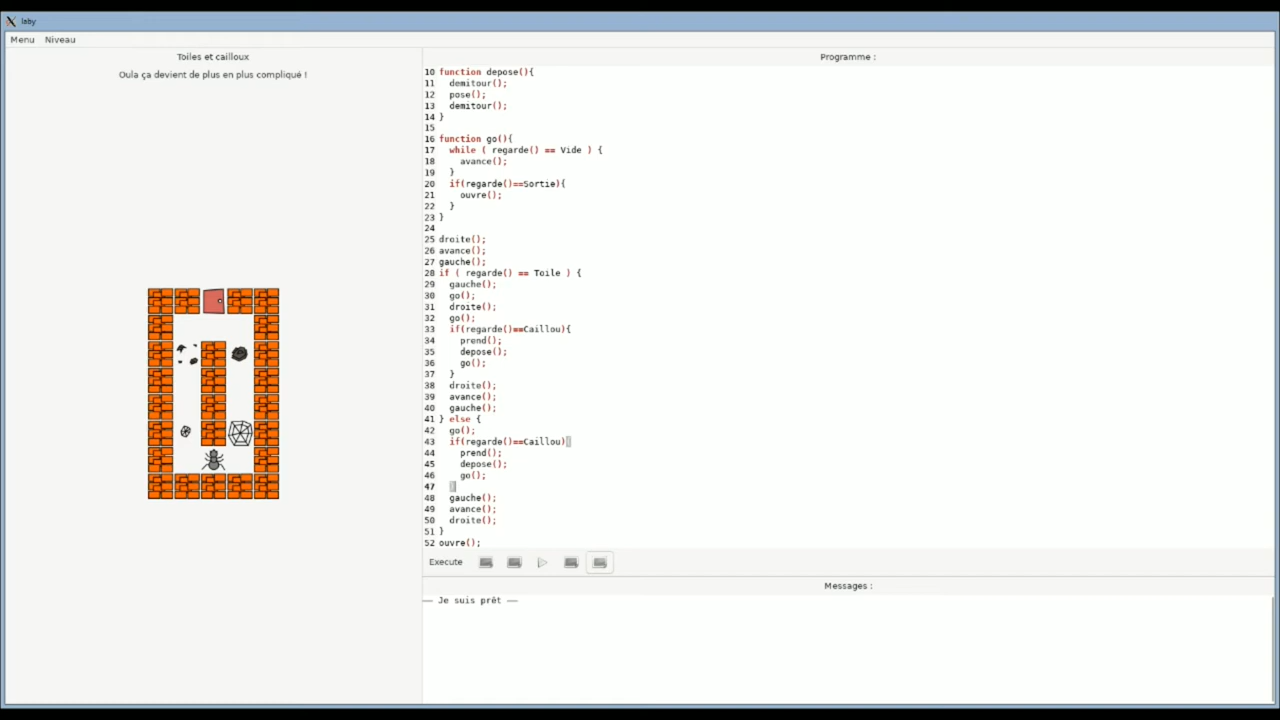 laby
Menu Niveau
Toiles et cailloux
Oula ça devient de plus en plus compliqué !
Programme :
10 function depose(){
11 demitour();
12 pose();
13 demitour();
14 }
15
16 function go(){
17 while ( regarde() == Vide ) {
18 avance();
19 }
20 if(regarde()==Sortie){
21 ouvre();
22 }
23 }
24
25 droite();
26 avance();
27 gauche();
28 if ( regarde() == Toile ) {
29 gauche();
30 go();
31 droite();
32 go();
33 if(regarde()==Caillou){
34 prend();
35 depose();
36 go();
37 }
38 droite();
39 avance();
40 gauche();
41 } else {
42 go();
43 if(regarde()==Caillou)
44 prend();
45 depose();
46 go();
47
48 gauche();
49 avance();
50 droite();
51 }
52 ouvre();
Execute
Messages :
— Je suis prêt —